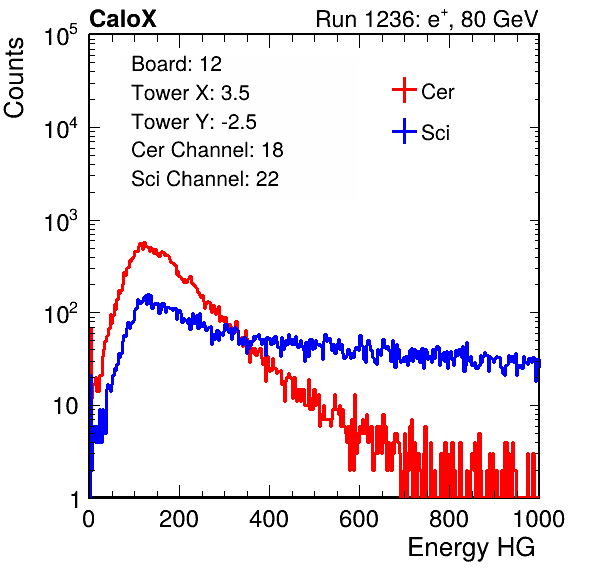 CaloX Run 1236: e⁺, 80 GeV
Counts
10⁵
10⁴
10³
10²
10
1
Board: 12
Tower X: 3.5
Tower Y: -2.5
Cer Channel: 18
Sci Channel: 22
Cer
Sci
0 200 400 600 800 1000
Energy HG